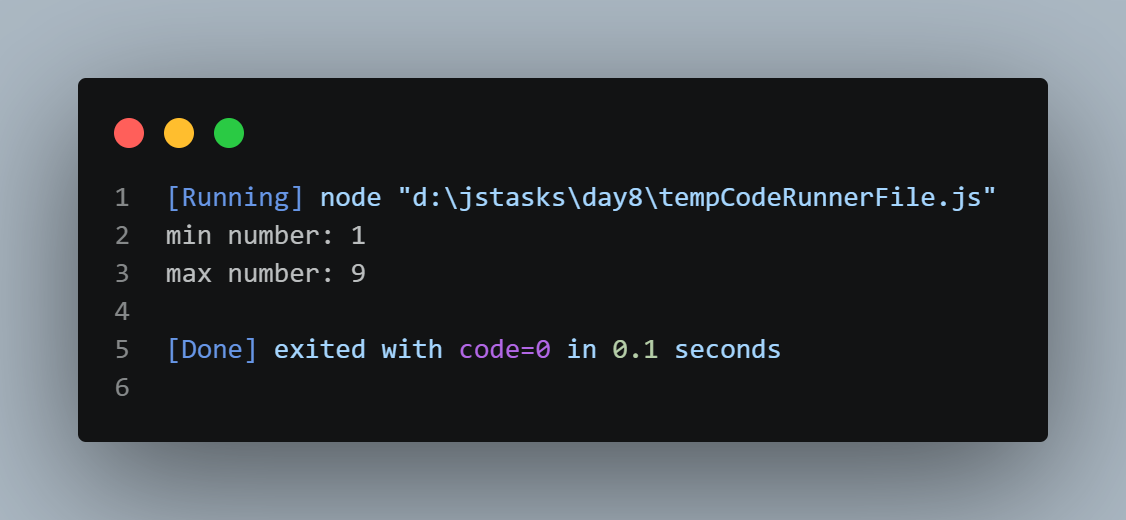 1 [Running] node "d:\jstasks\day8\tempCodeRunnerFile.js"
2 min number: 1
3 max number: 9
4
5 [Done] exited with code=0 in 0.1 seconds
6